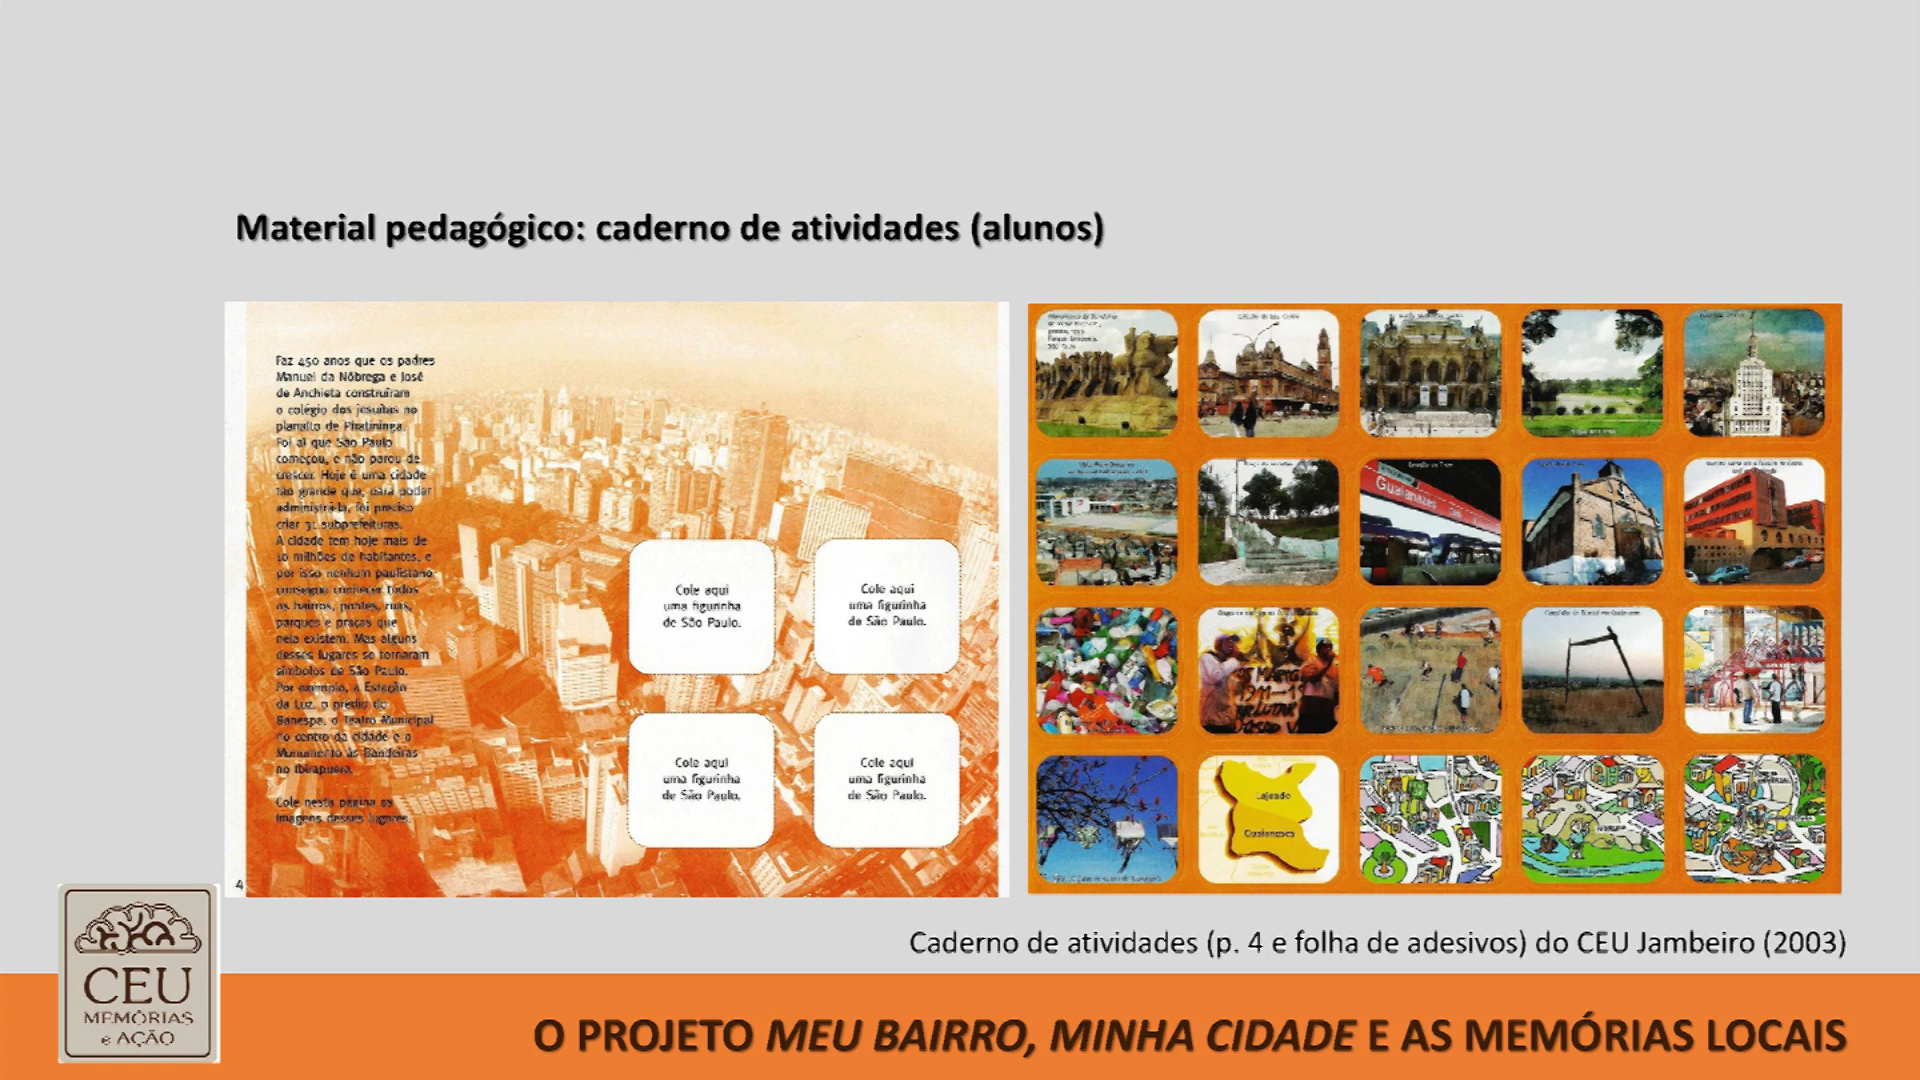 Material pedagógico: caderno de atividades (alunos)
Faz 450 anos que os padres
Manuel da Nóbrega e José
de Anchieta construíram
o colégio dos jesuítas no
planalto de Piratininga.
Foi aí que São Paulo
começou, e não parou de
crescer. Hoje é uma cidade
tão grande que, para poder
administrá-la, foi preciso
criar 31 subprefeituras.
A cidade tem hoje mais de
10 milhões de habitantes, e
por isso nenhum paulistano
consegue conhecer todos
os bairros, pontes, ruas,
parques e praças que
nela existem. Mas alguns
desses lugares se tornaram
símbolos de São Paulo.
Por exemplo, a Estação
da Luz, o prédio do
Banespa, o Teatro Municipal
no centro da cidade e o
Monumento às Bandeiras
no Ibirapuera.
Cole nesta página as
imagens desses lugares.
4
Cole aqui
uma figurinha
de São Paulo.
Cole aqui
uma figurinha
de São Paulo.
Cole aqui
uma figurinha
de São Paulo.
Cole aqui
uma figurinha
de São Paulo.
Guaianazes
Lajeado
Guaianases
Caderno de atividades (p. 4 e folha de adesivos) do CEU Jambeiro (2003)
CEU
MEMÓRIAS
e AÇÃO
O PROJETO MEU BAIRRO, MINHA CIDADE E AS MEMÓRIAS LOCAIS